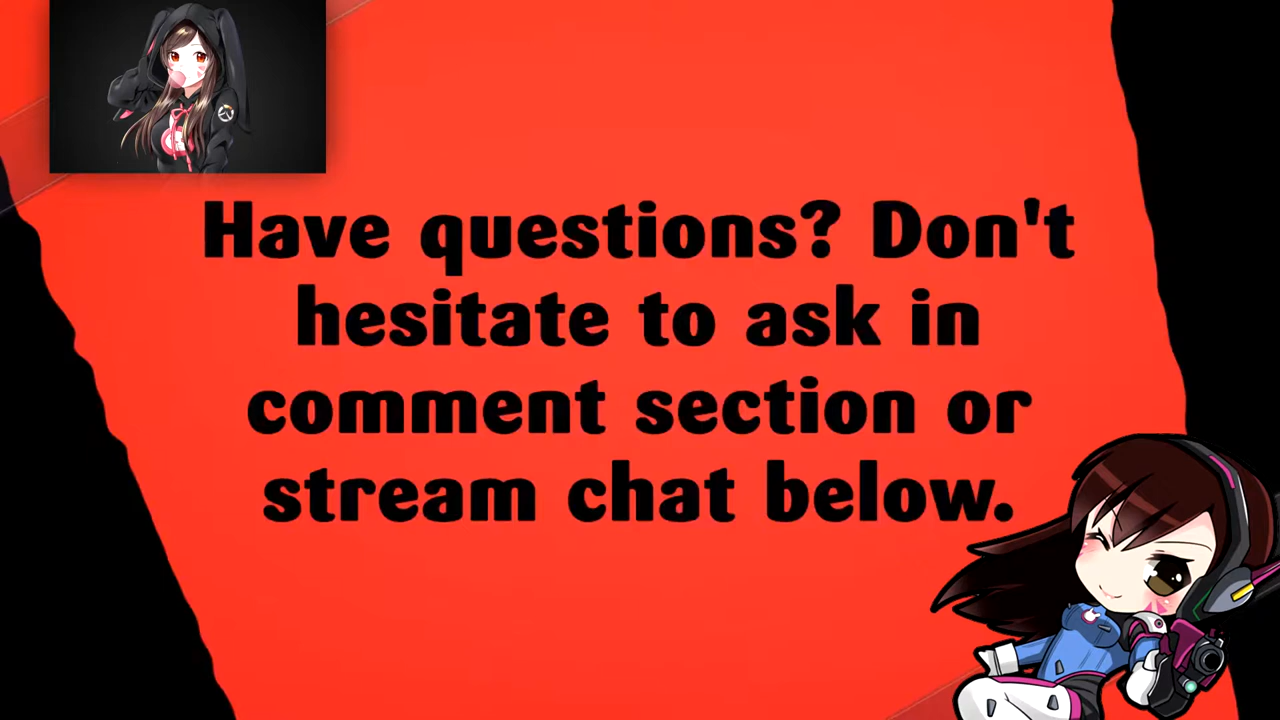 Have questions? Don't
hesitate to ask in
comment section or
stream chat below.